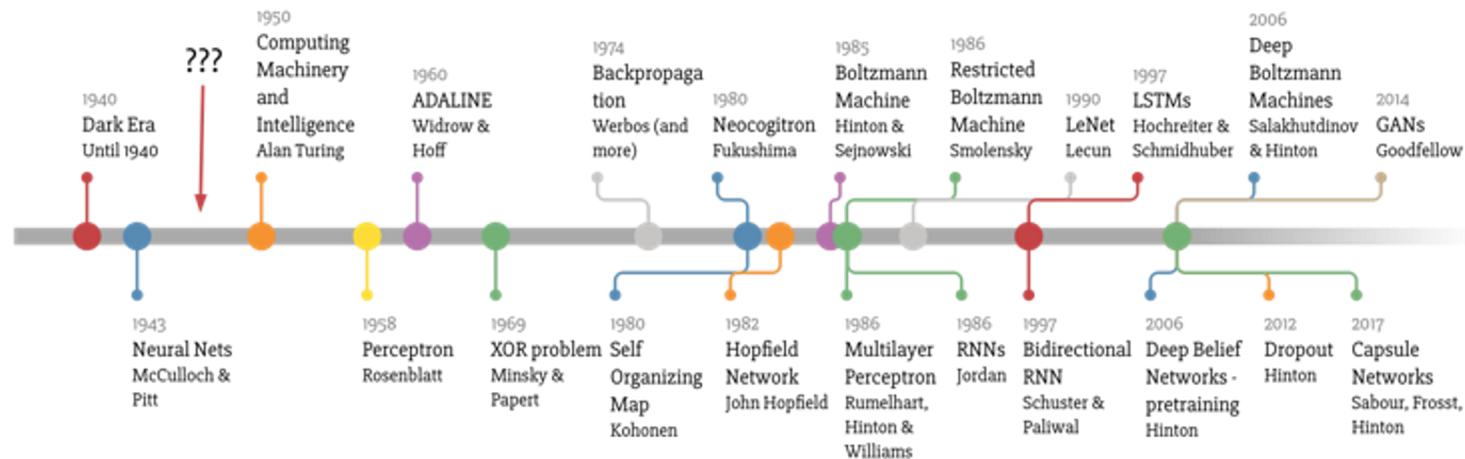 ???
1940
Dark Era
Until 1940
1950
Computing
Machinery
and
Intelligence
Alan Turing
1960
ADALINE
Widrow &
Hoff
1974
Backpropaga
tion
Werbos (and
more)
1980
Neocogitron
Fukushima
1985
Boltzmann
Machine
Hinton &
Sejnowski
1986
Restricted
Boltzmann
Machine
Smolensky
1990
LeNet
Lecun
1997
LSTMs
Hochreiter &
Schmidhuber
2006
Deep
Boltzmann
Machines
Salakhutdinov
& Hinton
2014
GANs
Goodfellow
1943
Neural Nets
McCulloch &
Pitt
1958
Perceptron
Rosenblatt
1969
XOR problem
Minsky &
Papert
1980
Self
Organizing
Map
Kohonen
1982
Hopfield
Network
John Hopfield
1986
Multilayer
Perceptron
Rumelhart,
Hinton &
Williams
1986
RNNs
Jordan
1997
Bidirectional
RNN
Schuster &
Paliwal
2006
Deep Belief
Networks -
pretraining
Hinton
2012
Dropout
Hinton
2017
Capsule
Networks
Sabour, Frosst,
Hinton